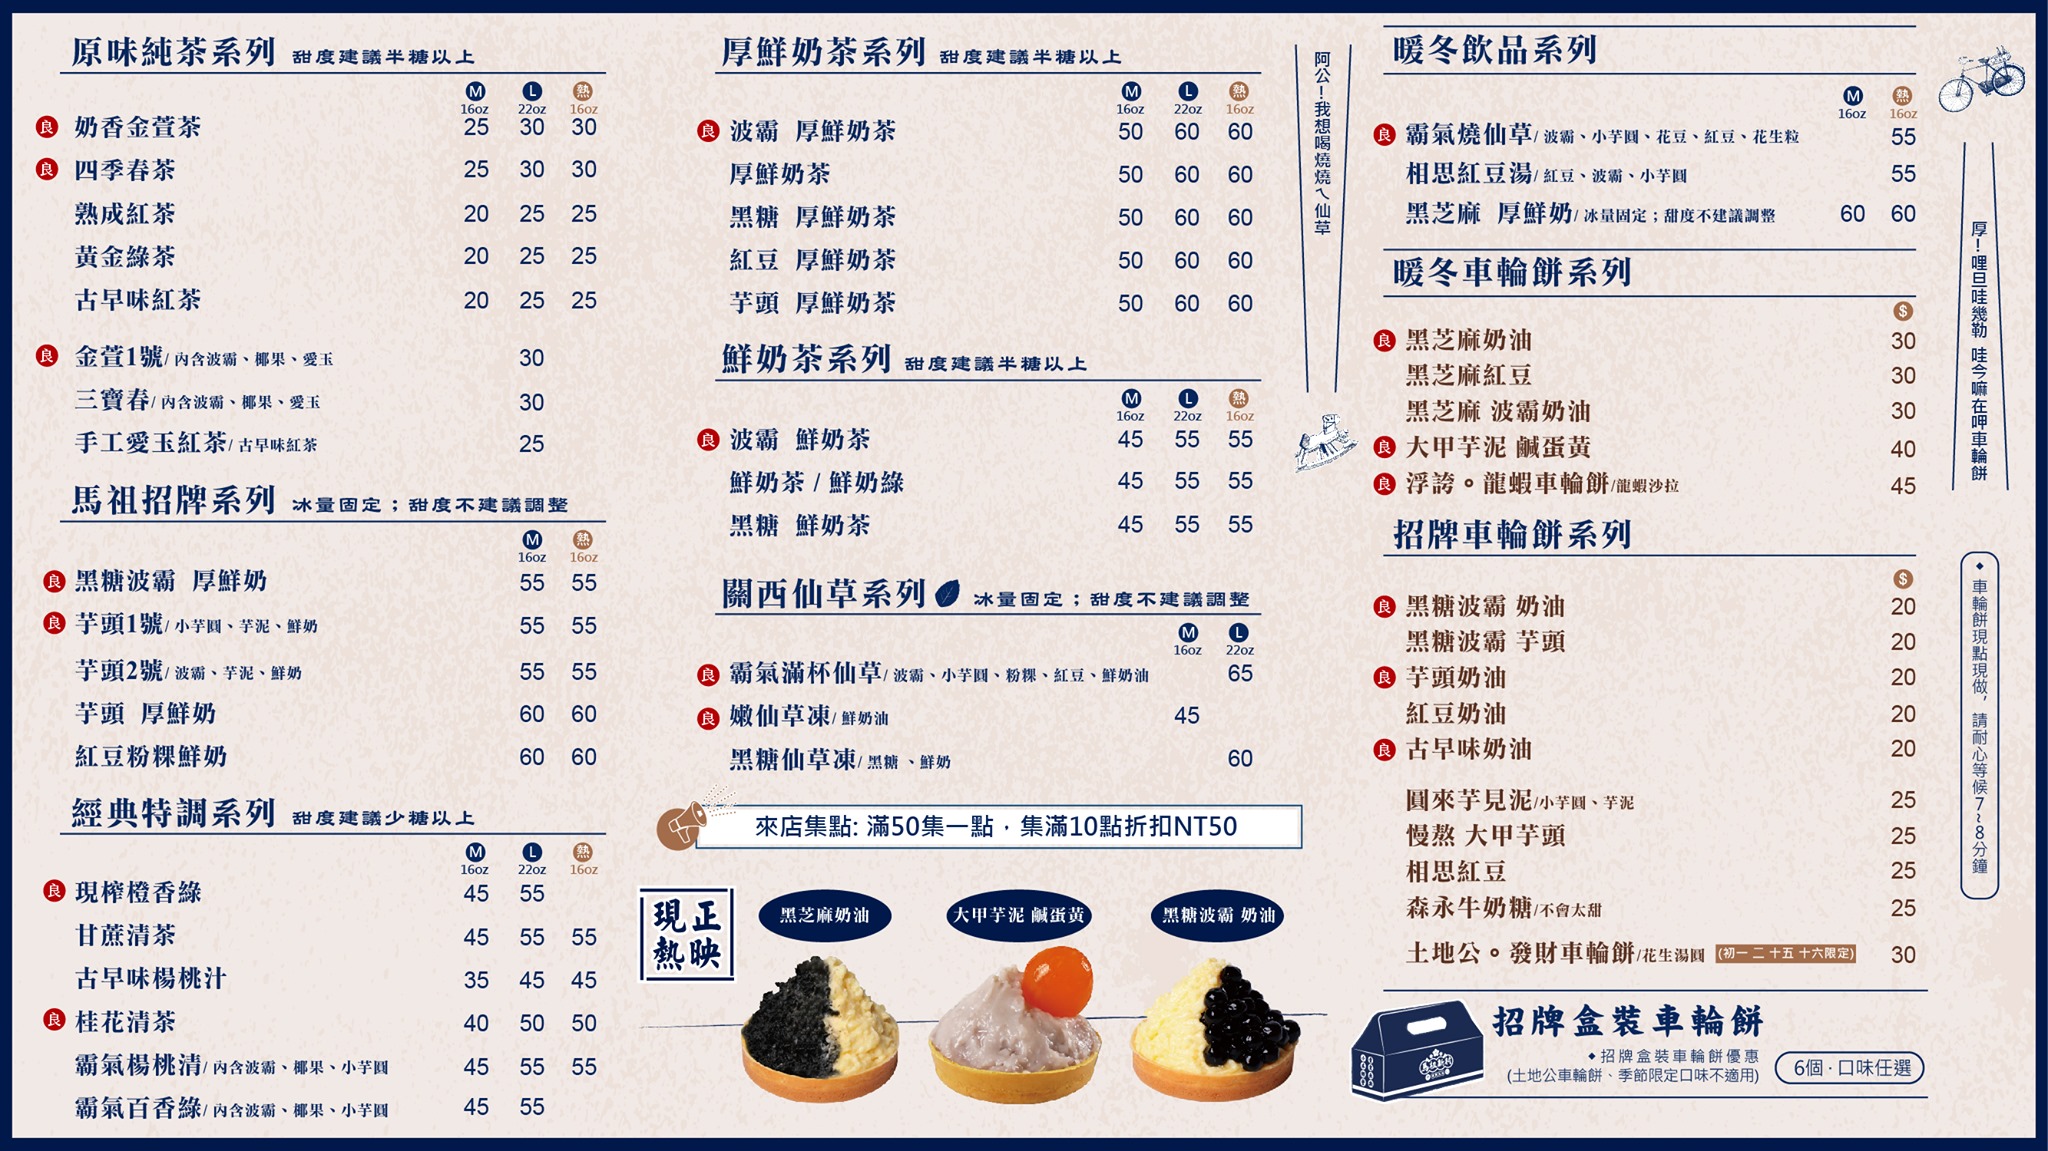 原味純茶系列 甜度建議半糖以上
M L 熱
16oz 22oz 16oz
良 奶香金萱茶 25 30 30
良 四季春茶 25 30 30
熟成紅茶 20 25 25
黃金綠茶 20 25 25
古早味紅茶 20 25 25
良 金萱1號/內含波霸、椰果、愛玉 30
三寶春/內含波霸、椰果、愛玉 30
手工愛玉紅茶/古早味紅茶 25
馬祖招牌系列 冰量固定；甜度不建議調整
M 熱
16oz 16oz
良 黑糖波霸 厚鮮奶 55 55
良 芋頭1號/小芋圓、芋泥、鮮奶 55 55
芋頭2號/波霸、芋泥、鮮奶 55 55
芋頭 厚鮮奶 60 60
紅豆粉粿鮮奶 60 60
經典特調系列 甜度建議少糖以上
M L 熱
16oz 22oz 16oz
良 現榨橙香綠 45 55
甘蔗清茶 45 55 55
古早味楊桃汁 35 45 45
良 桂花清茶 40 50 50
霸氣楊桃清/內含波霸、椰果、小芋圓 45 55 55
霸氣百香綠/內含波霸、椰果、小芋圓 45 55
厚鮮奶茶系列 甜度建議半糖以上
M L 熱
16oz 22oz 16oz
良 波霸 厚鮮奶茶 50 60 60
厚鮮奶茶 50 60 60
黑糖 厚鮮奶茶 50 60 60
紅豆 厚鮮奶茶 50 60 60
芋頭 厚鮮奶茶 50 60 60
鮮奶茶系列 甜度建議半糖以上
M L 熱
16oz 22oz 16oz
良 波霸 鮮奶茶 45 55 55
鮮奶茶 / 鮮奶綠 45 55 55
黑糖 鮮奶茶 45 55 55
關西仙草系列 冰量固定；甜度不建議調整
M L
16oz 22oz
良 霸氣滿杯仙草/波霸、小芋圓、粉粿、紅豆、鮮奶油 65
良 嫩仙草凍/鮮奶油 45
黑糖仙草凍/黑糖、鮮奶 60
來店集點: 滿50集一點，集滿10點折扣NT50
現正
熱映
黑芝麻奶油
大甲芋泥 鹹蛋黃
黑糖波霸 奶油
阿公！我想喝燒燒ㄟ仙草
暖冬飲品系列
M 熱
16oz 16oz
良 霸氣燒仙草/波霸、小芋圓、花豆、紅豆、花生粒 55
相思紅豆湯/紅豆、波霸、小芋圓 55
黑芝麻 厚鮮奶/冰量固定；甜度不建議調整 60 60
暖冬車輪餅系列
$
良 黑芝麻奶油 30
黑芝麻紅豆 30
黑芝麻 波霸奶油 30
良 大甲芋泥 鹹蛋黃 40
良 浮誇。龍蝦車輪餅/龍蝦沙拉 45
招牌車輪餅系列
$
良 黑糖波霸 奶油 20
黑糖波霸 芋頭 20
良 芋頭奶油 20
紅豆奶油 20
良 古早味奶油 20
圓來芋見泥/小芋圓、芋泥 25
慢熬 大甲芋頭 25
相思紅豆 25
森永牛奶糖/不會太甜 25
土地公。發財車輪餅/花生湯圓 (初一 二 十五 十六限定) 30
招牌盒裝車輪餅
◆招牌盒裝車輪餅優惠
(土地公車輪餅、季節限定口味不適用)
6個·口味任選
厚！哩旦哇幾勒 哇今嘛在呷車輪餅
◆車輪餅現點現做，請耐心等候7~8分鐘